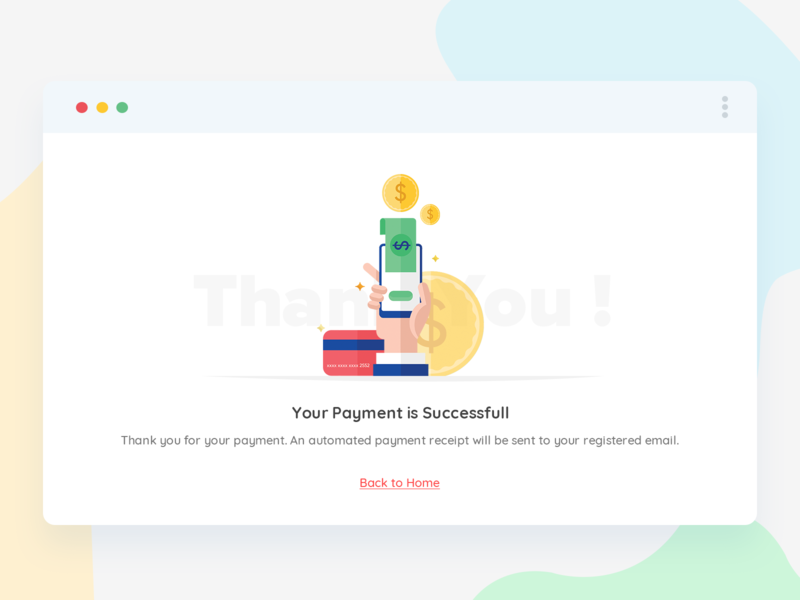 $
$
$
Thank You !
$
xxxx xxxx xxxx 2552
Your Payment is Successfull
Thank you for your payment. An automated payment receipt will be sent to your registered email.
Back to Home